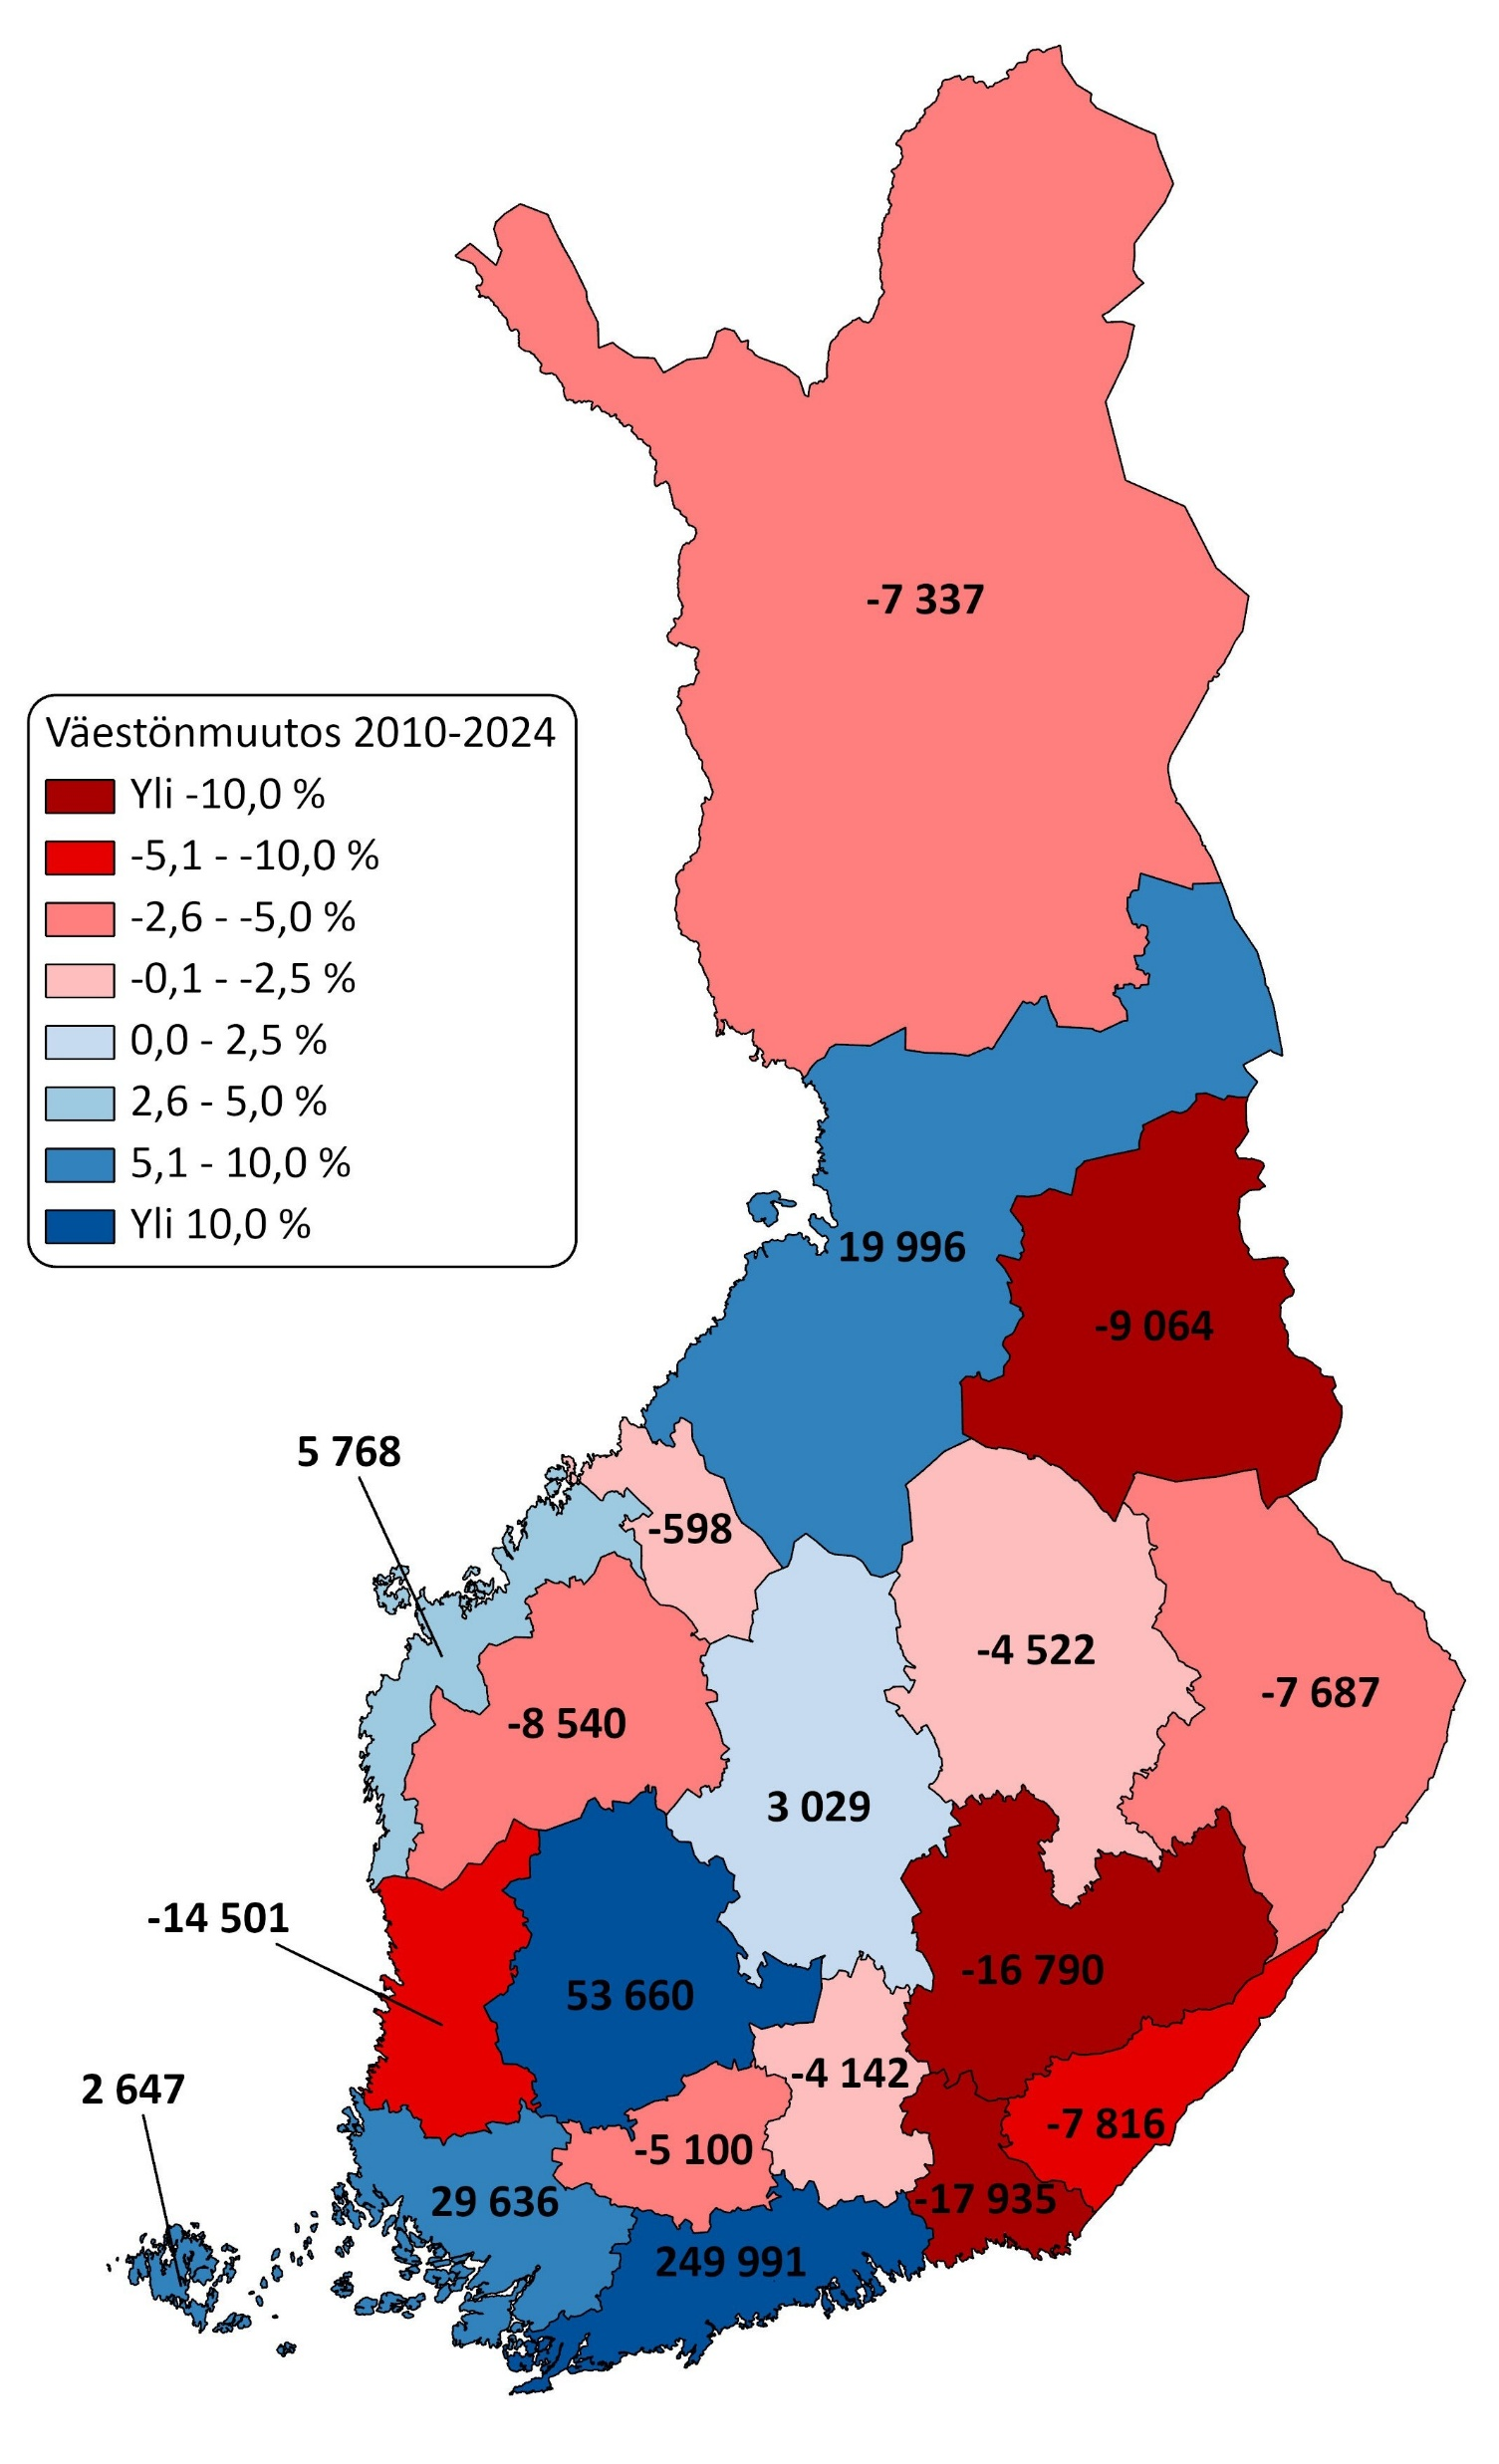 -7 337
Väestönmuutos 2010-2024
Yli -10,0 %
-5,1 - -10,0 %
-2,6 - -5,0 %
-0,1 - -2,5 %
0,0 - 2,5 %
2,6 - 5,0 %
5,1 - 10,0 %
Yli 10,0 %
19 996
-9 064
5 768
-598
-4 522
-7 687
-8 540
3 029
-14 501
-16 790
53 660
-4 142
2 647
-7 816
-5 100
-17 935
29 636
249 991